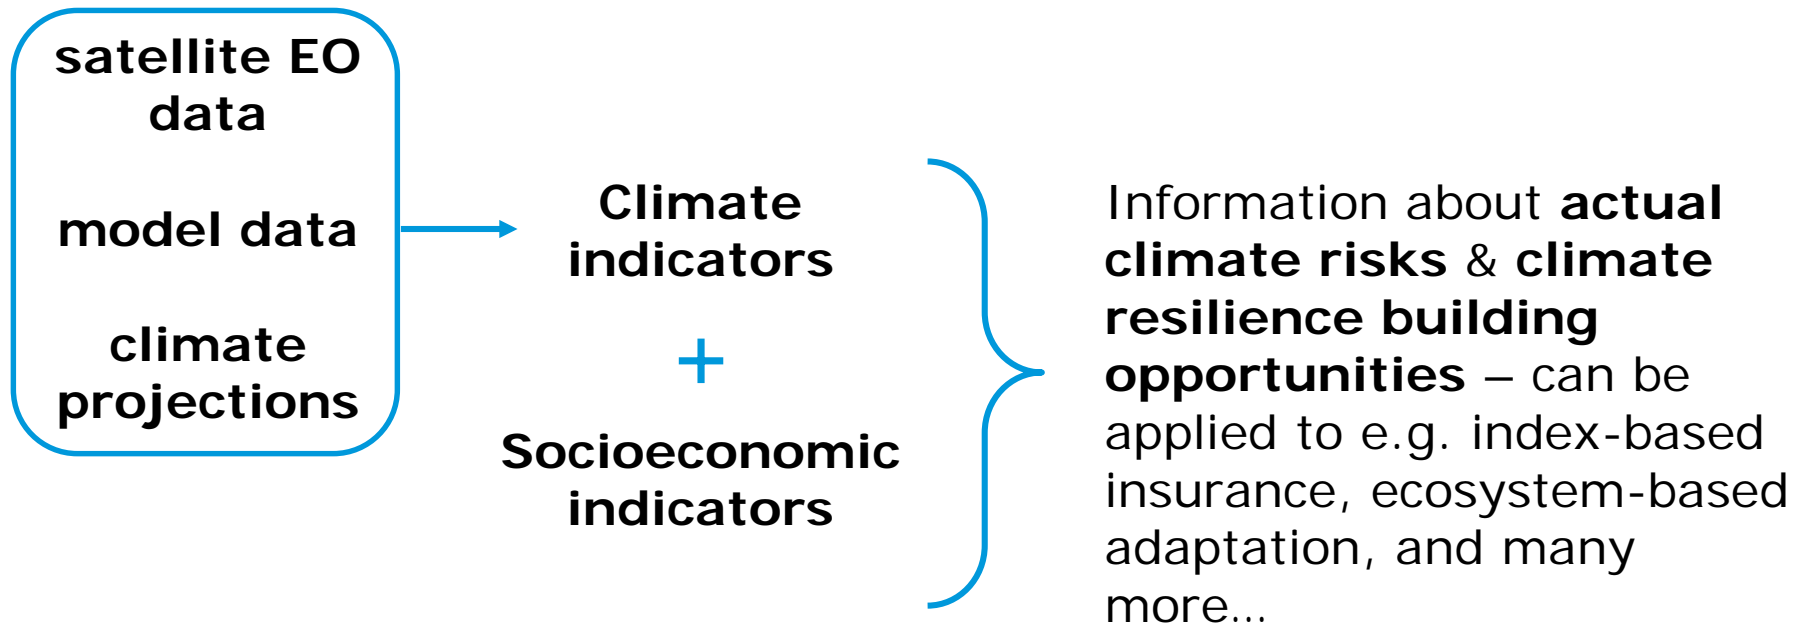 satellite EO
data
model data
climate
projections
Climate
indicators
+
Socioeconomic
indicators
Information about actual
climate risks & climate
resilience building
opportunities – can be
applied to e.g. index-based
insurance, ecosystem-based
adaptation, and many
more…